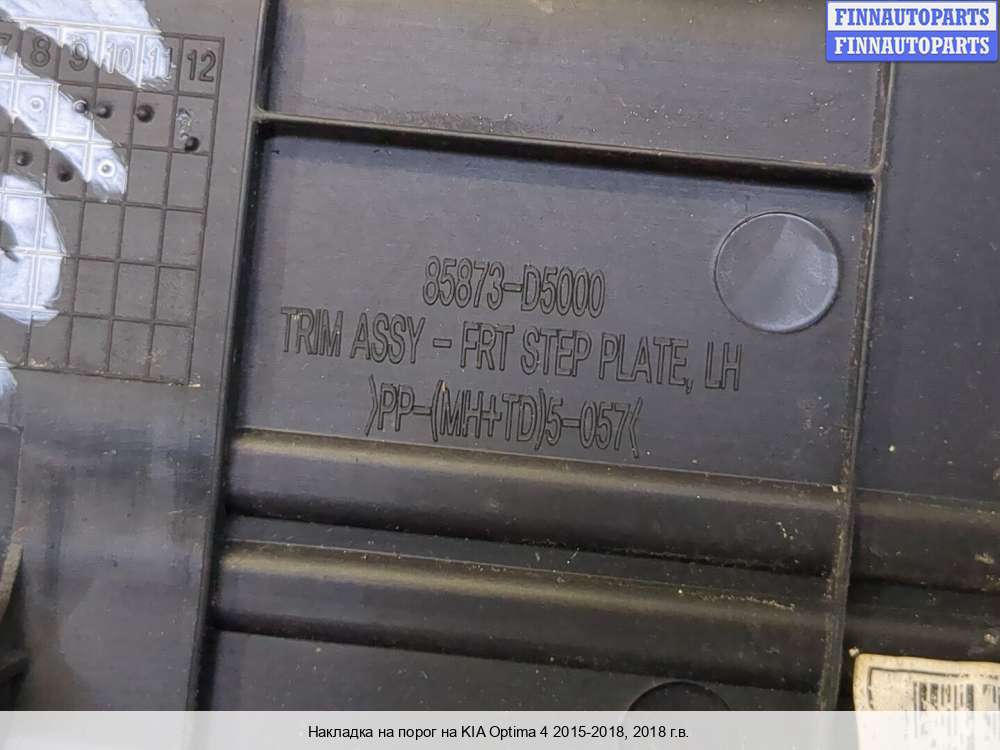 FINNAUTOPARTS
FINNAUTOPARTS
7 8 9 10 11 12
85873-D5000
TRIM ASSY - FRT STEP PLATE, LH
>PP-(MH+TD)5-057<
Накладка на порог на KIA Optima 4 2015-2018, 2018 г.в.